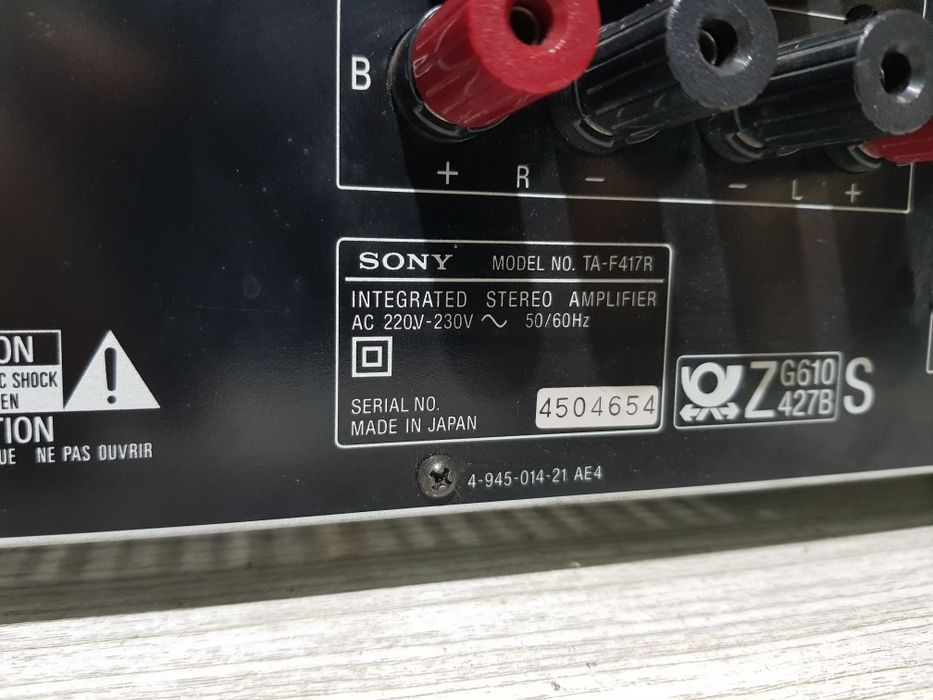 B
+ R − − L +
SONY MODEL NO. TA-F417R
INTEGRATED STEREO AMPLIFIER
AC 220V-230V ~ 50/60Hz
SERIAL NO. 4504654
MADE IN JAPAN
Z G610 S
427B
4-945-014-21 AE4
ON
C SHOCK
EN
TION
UE NE PAS OUVRIR